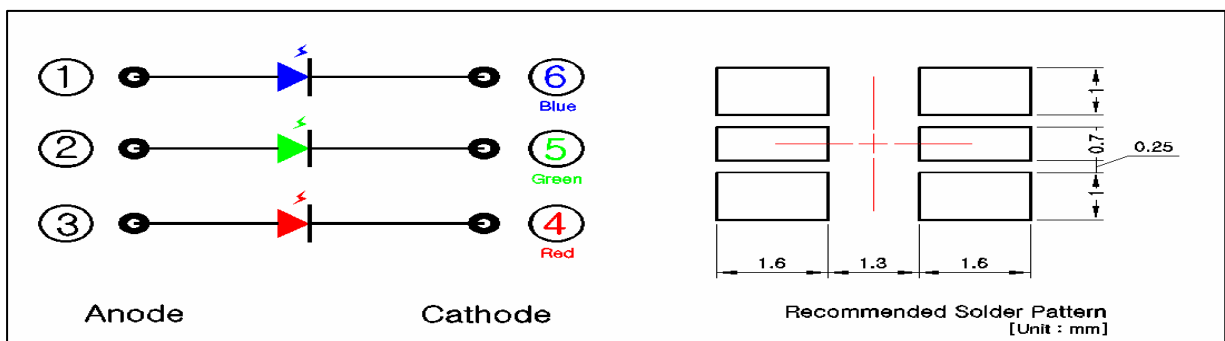 ① ⑥
Blue
② ⑤
Green
③ ④
Red
Anode Cathode
1
0.7
0.25
1
1.6 1.3 1.6
Recommended Solder Pattern
[Unit : mm]